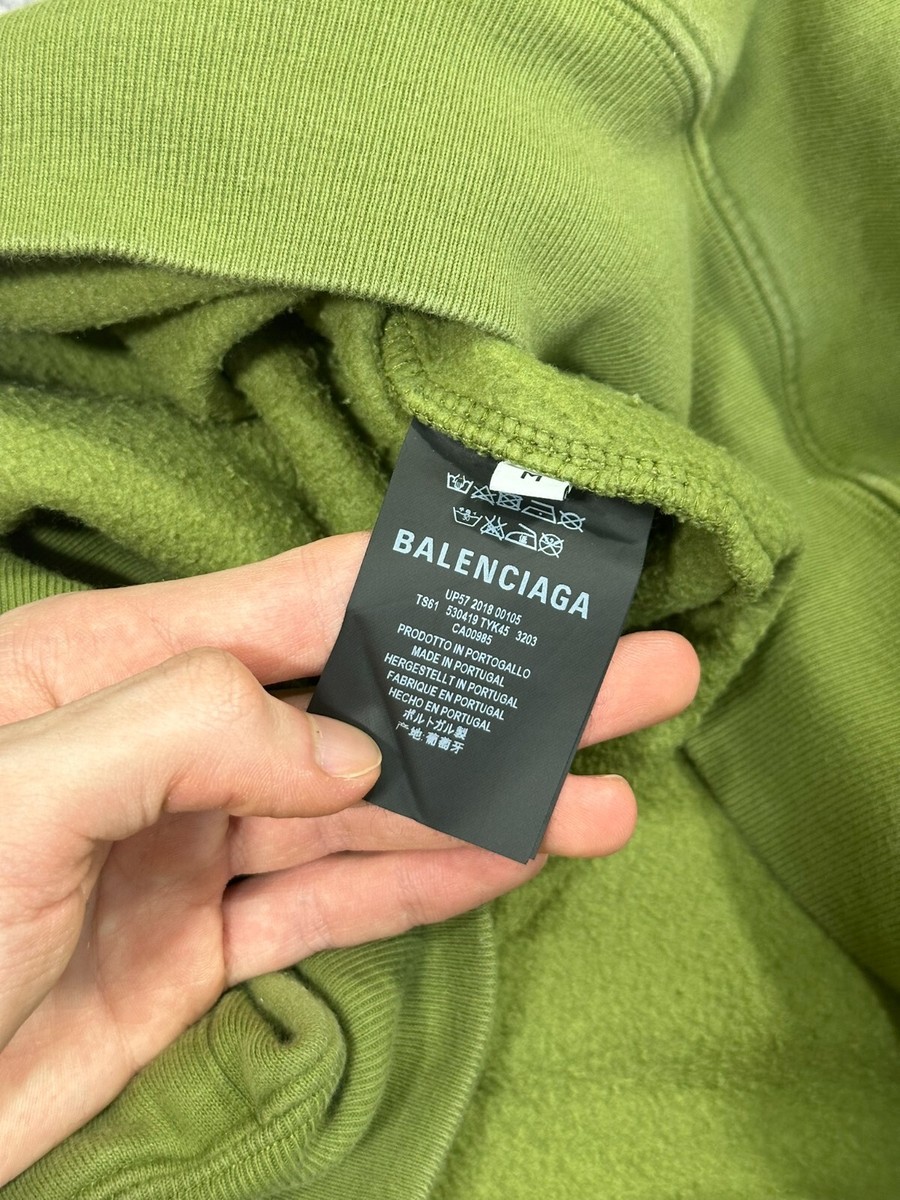 M
BALENCIAGA
UP57 2018 00105
TS61 530419 TYK45 3203
CA00985
PRODOTTO IN PORTOGALLO
MADE IN PORTUGAL
HERGESTELLT IN PORTUGAL
FABRIQUE EN PORTUGAL
HECHO EN PORTUGAL
ポルトガル製
地:葡萄牙